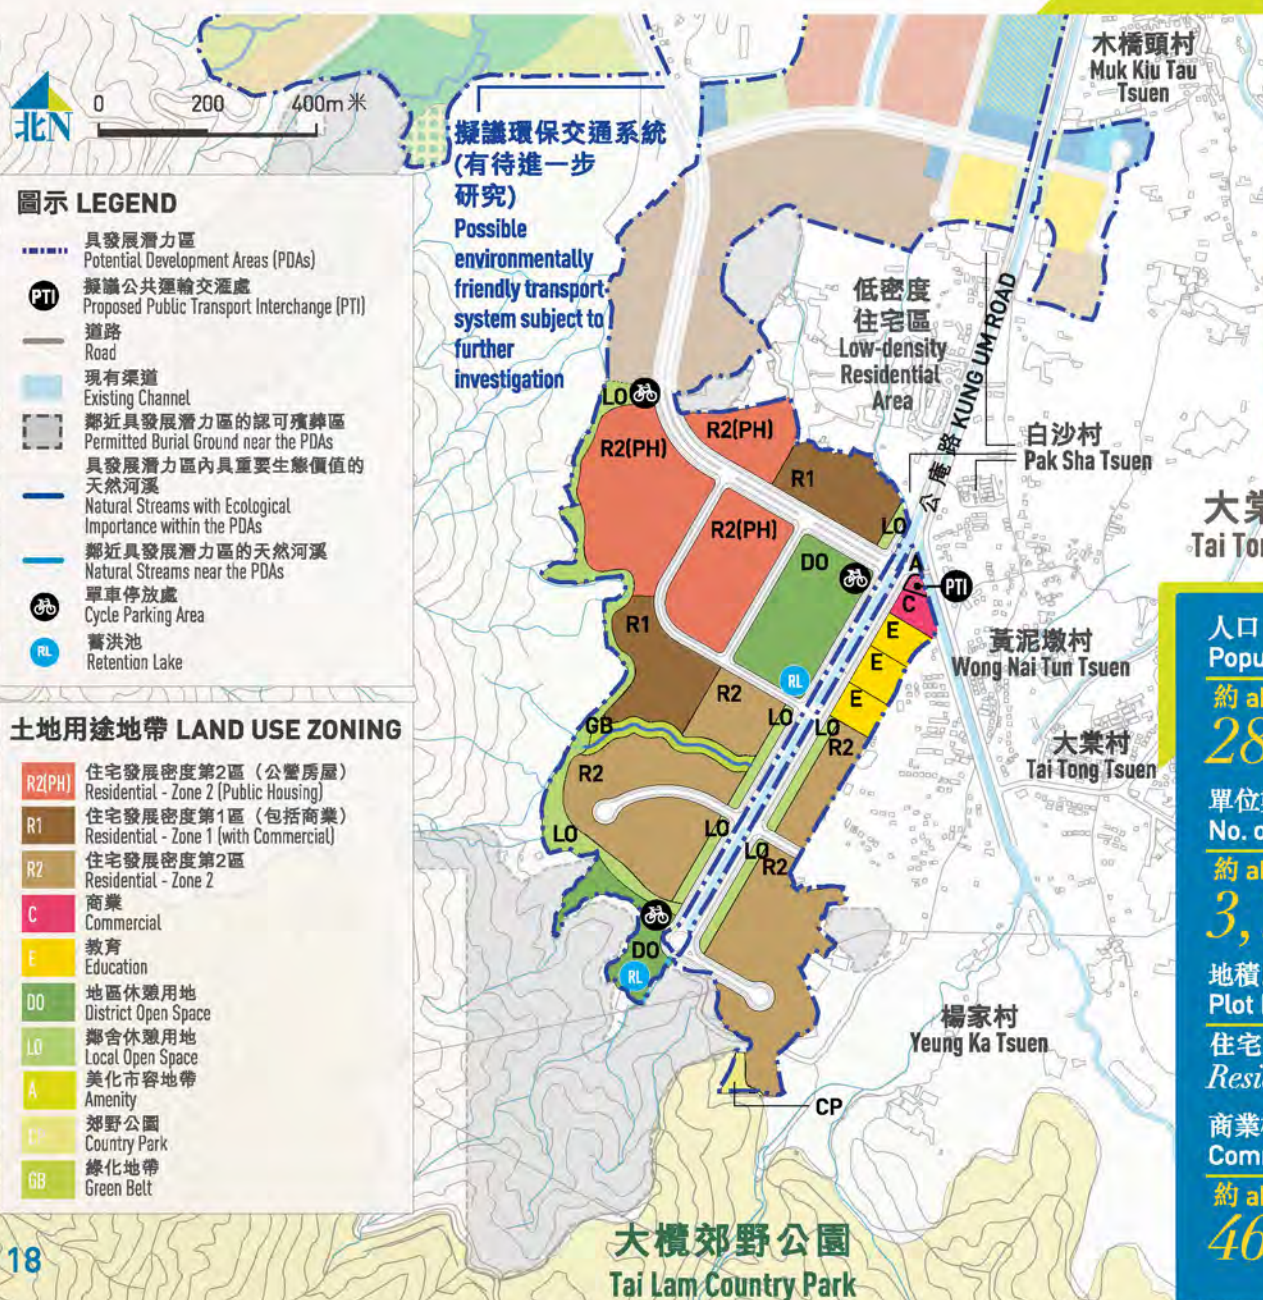 木橋頭村
Muk Kiu Tau
Tsuen
北N
0 200 400m 米
擬議環保交通系統
(有待進一步
研究)
Possible
environmentally
friendly transport
system subject to
further
investigation
圖示 LEGEND
具發展潛力區
Potential Development Areas (PDAs)
PTI
擬議公共運輸交滙處
Proposed Public Transport Interchange (PTI)
道路
Road
現有渠道
Existing Channel
鄰近具發展潛力區的認可殯葬區
Permitted Burial Ground near the PDAs
具發展潛力區內具重要生態價值的
天然河溪
Natural Streams with Ecological
Importance within the PDAs
鄰近具發展潛力區的天然河溪
Natural Streams near the PDAs
單車停放處
Cycle Parking Area
RL
蓄洪池
Retention Lake
土地用途地帶 LAND USE ZONING
R2(PH)
住宅發展密度第2區（公營房屋）
Residential - Zone 2 (Public Housing)
R1
住宅發展密度第1區（包括商業）
Residential - Zone 1 (with Commercial)
R2
住宅發展密度第2區
Residential - Zone 2
C
商業
Commercial
E
教育
Education
DO
地區休憩用地
District Open Space
LO
鄰舍休憩用地
Local Open Space
A
美化市容地帶
Amenity
CP
郊野公園
Country Park
GB
綠化地帶
Green Belt
18
低密度
住宅區
Low-density
Residential
Area
公庵路 KUNG UM ROAD
白沙村
Pak Sha Tsuen
大棠
Tai Ton
LO
R2(PH)
R2(PH)
R1
R2(PH)
LO
DO
A
PTI
C
E
R1
E
黃泥墩村
Wong Nai Tun Tsuen
RL
R2
E
LO
GB
LO
R2
大棠村
Tai Tong Tsuen
R2
LO
LO
LO
R2
DO
RL
楊家村
Yeung Ka Tsuen
CP
大欖郊野公園
Tai Lam Country Park
人口
Popu
約 a
28
單位
No. o
約 a
3,
地積
Plot
住宅
Resi
商業
Com
約 a
46